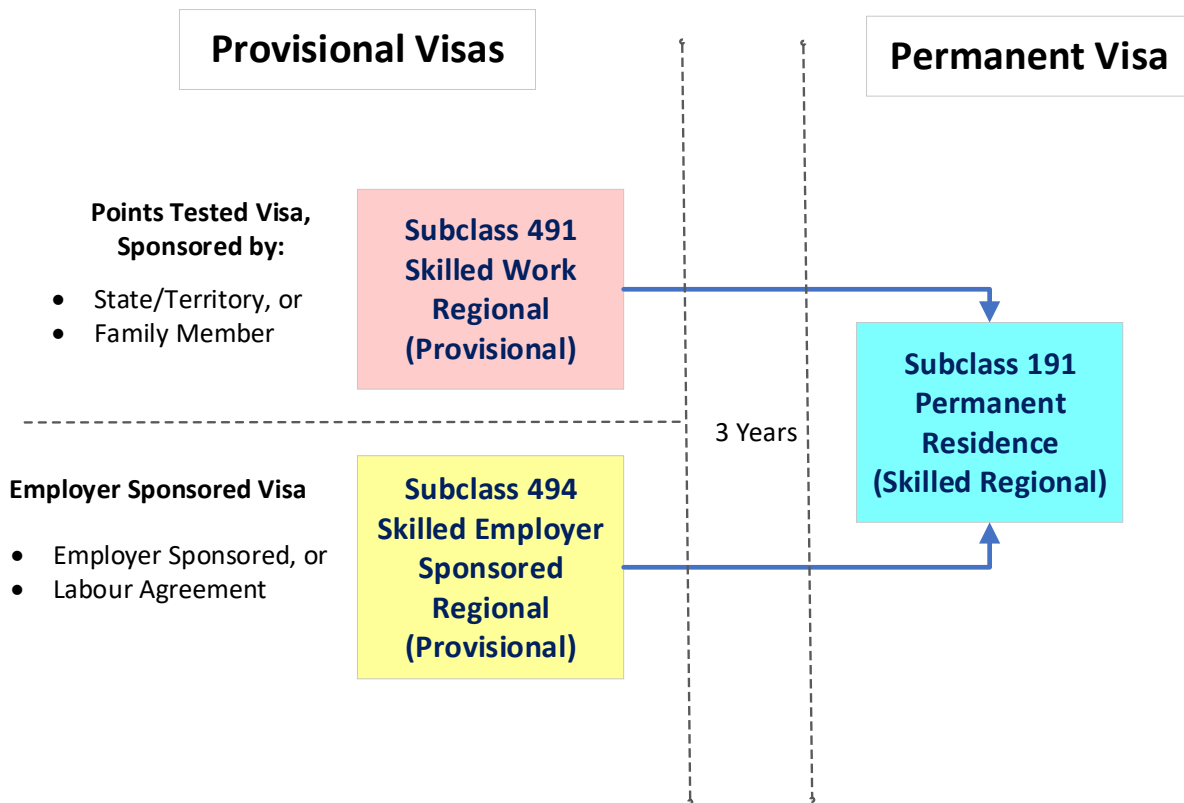 Provisional Visas
Permanent Visa
Points Tested Visa,
Sponsored by:
• State/Territory, or
• Family Member
Subclass 491
Skilled Work
Regional
(Provisional)
3 Years
Subclass 191
Permanent
Residence
(Skilled Regional)
Employer Sponsored Visa
• Employer Sponsored, or
• Labour Agreement
Subclass 494
Skilled Employer
Sponsored
Regional
(Provisional)